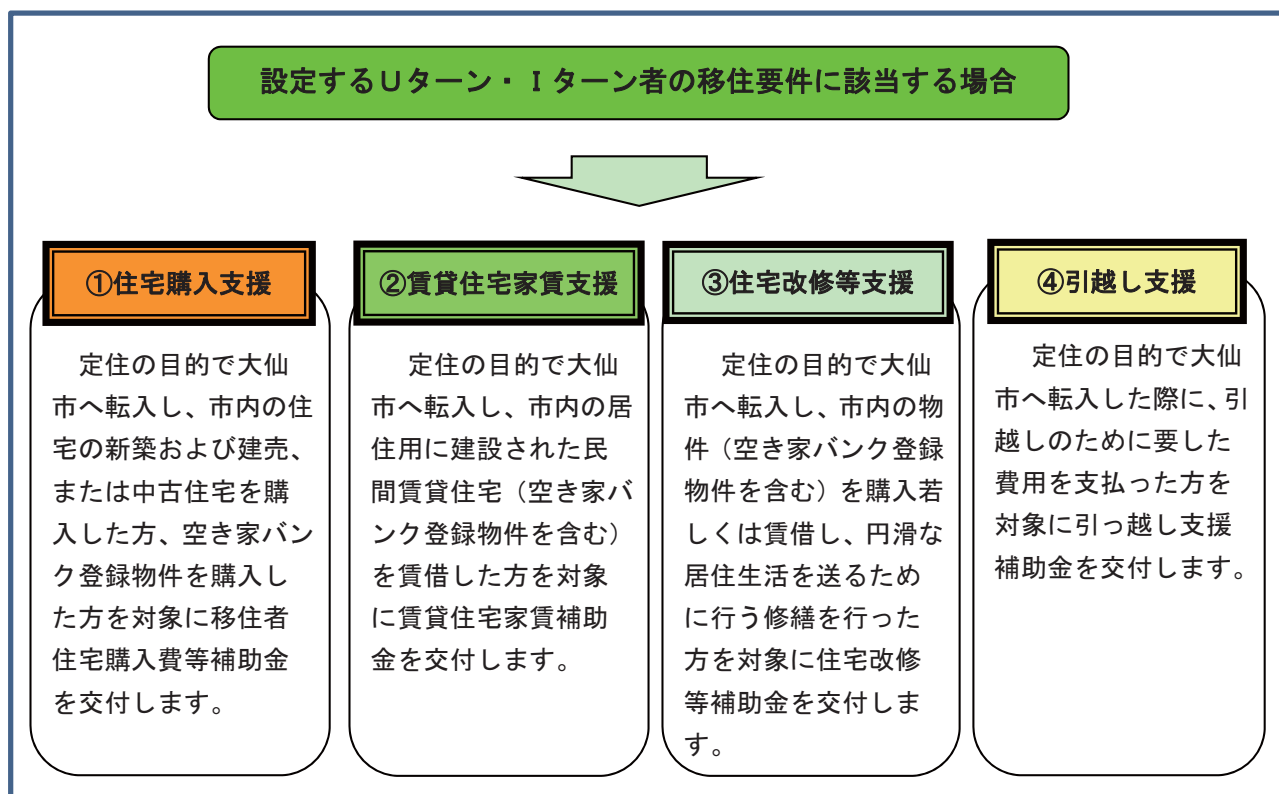 設定するUターン・Iターン者の移住要件に該当する場合
①住宅購入支援
定住の目的で大仙
市へ転入し、市内の住
宅の新築および建売、
または中古住宅を購
入した方、空き家バン
ク登録物件を購入し
た方を対象に移住者
住宅購入費等補助金
を交付します。
②賃貸住宅家賃支援
定住の目的で大仙
市へ転入し、市内の居
住用に建設された民
間賃貸住宅（空き家バ
ンク登録物件を含む）
を賃借した方を対象
に賃貸住宅家賃補助
金を交付します。
③住宅改修等支援
定住の目的で大仙
市へ転入し、市内の物
件（空き家バンク登録
物件を含む）を購入若
しくは賃借し、円滑な
居住生活を送るため
に行う修繕を行った
方を対象に住宅改修
等補助金を交付しま
す。
④引越し支援
定住の目的で大仙
市へ転入した際に、引
越しのために要した
費用を支払った方を
対象に引っ越し支援
補助金を交付します。